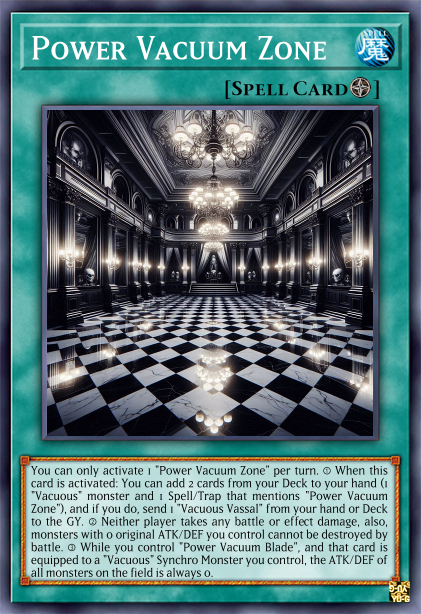 POWER VACUUM ZONE
SPELL
魔
[SPELL CARD]
You can only activate 1 "Power Vacuum Zone" per turn. ① When this
card is activated: You can add 2 cards from your Deck to your hand (1
"Vacuous" monster and 1 Spell/Trap that mentions "Power Vacuum
Zone"), and if you do, send 1 "Vacuous Vassal" from your hand or Deck
to the GY. ② Neither player takes any battle or effect damage, also,
monsters with 0 original ATK/DEF you control cannot be destroyed by
battle. ③ While you control "Power Vacuum Blade", and that card is
equipped to a "Vacuous" Synchro Monster you control, the ATK/DEF of
all monsters on the field is always 0.